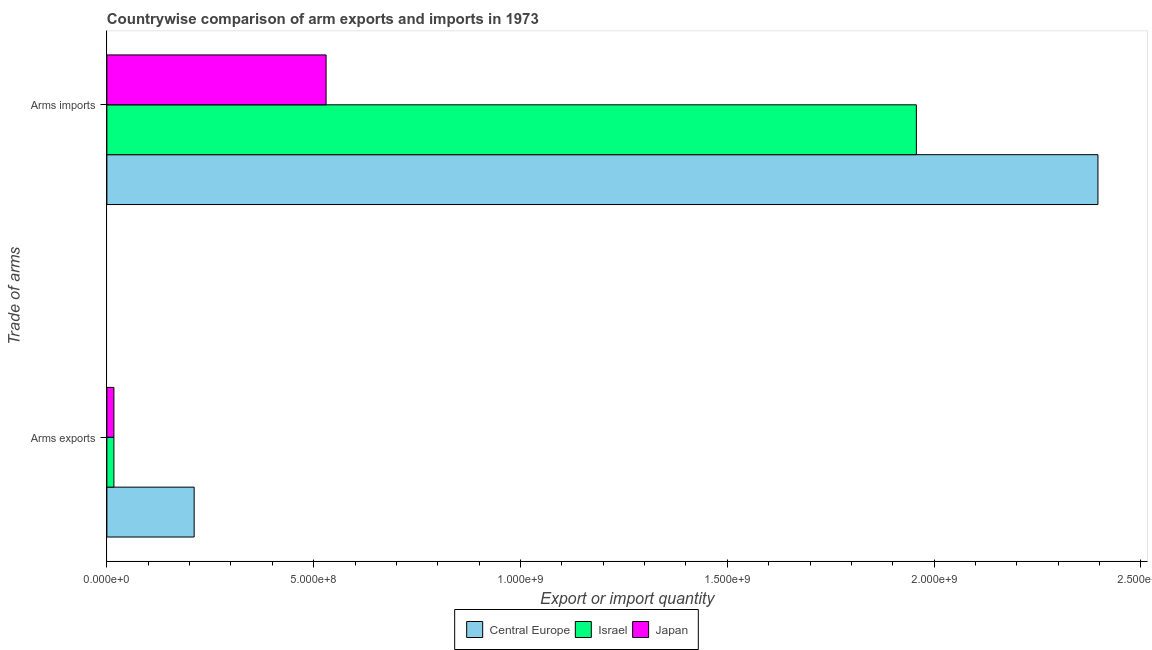 Countrywise comparison of arm exports and imports in 1973
Trade of arms
Arms imports
Arms exports
0.000e+0
5.000e+8
1.000e+9
1.500e+9
2.000e+9
2.500e
Export or import quantity
Central Europe
Israel
Japan